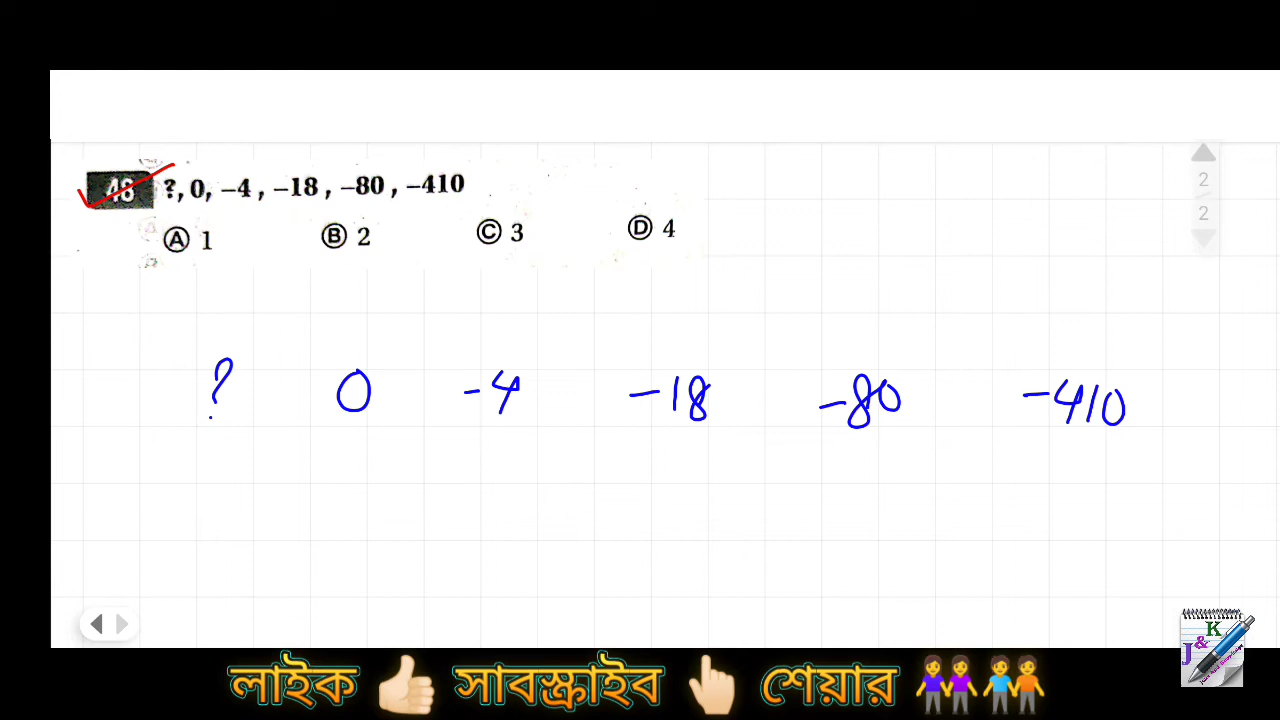 48 ?, 0, –4 , –18 , –80 , –410
Ⓐ 1 Ⓑ 2 Ⓒ 3 Ⓓ 4
2
2
? 0 -4 -18 -80 -410
J & K
লাইক 👍🏻 সাবস্ক্রাইব 👆🏻 শেয়ার 👭👬